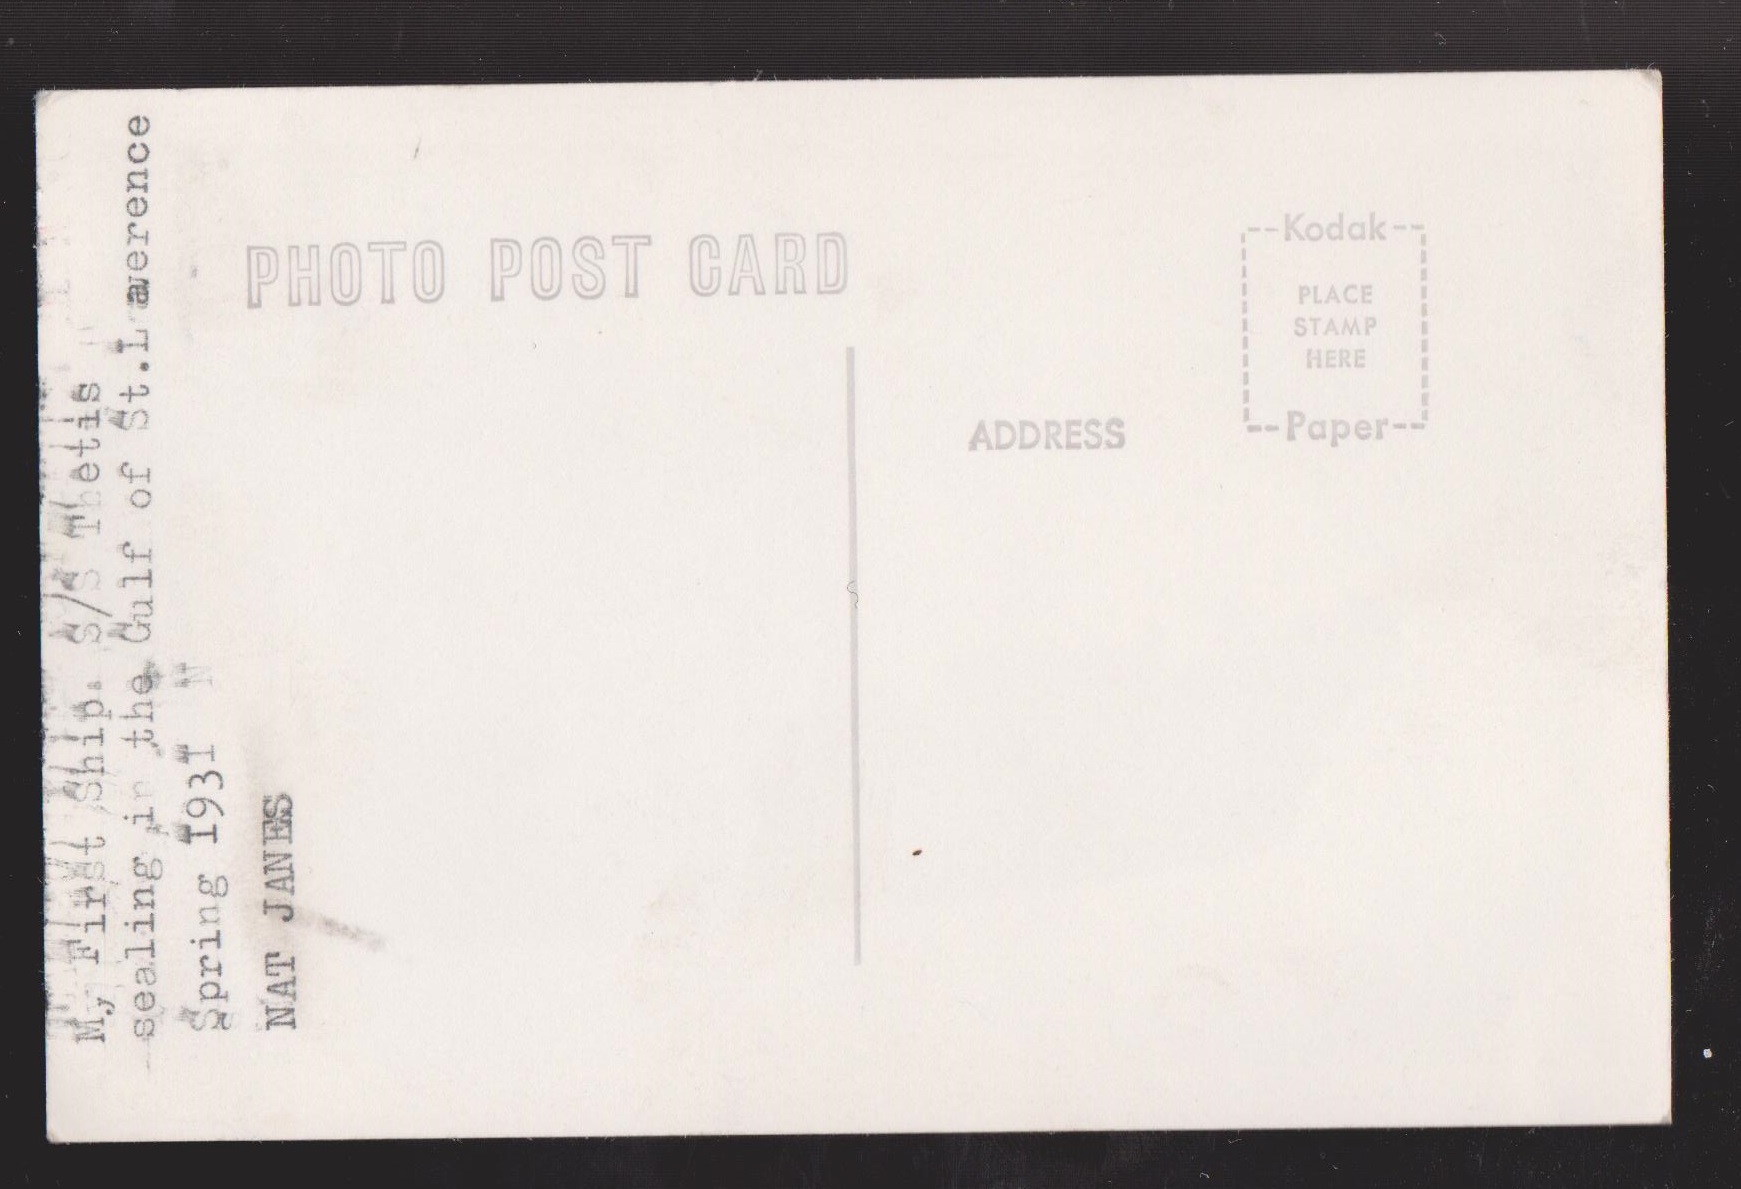 My First Ship. S/S Thetis
sealing in the Gulf of St.Lawerence
Spring I93I N
NAT JANES
PHOTO POST CARD
ADDRESS
Kodak
PLACE
STAMP
HERE
Paper